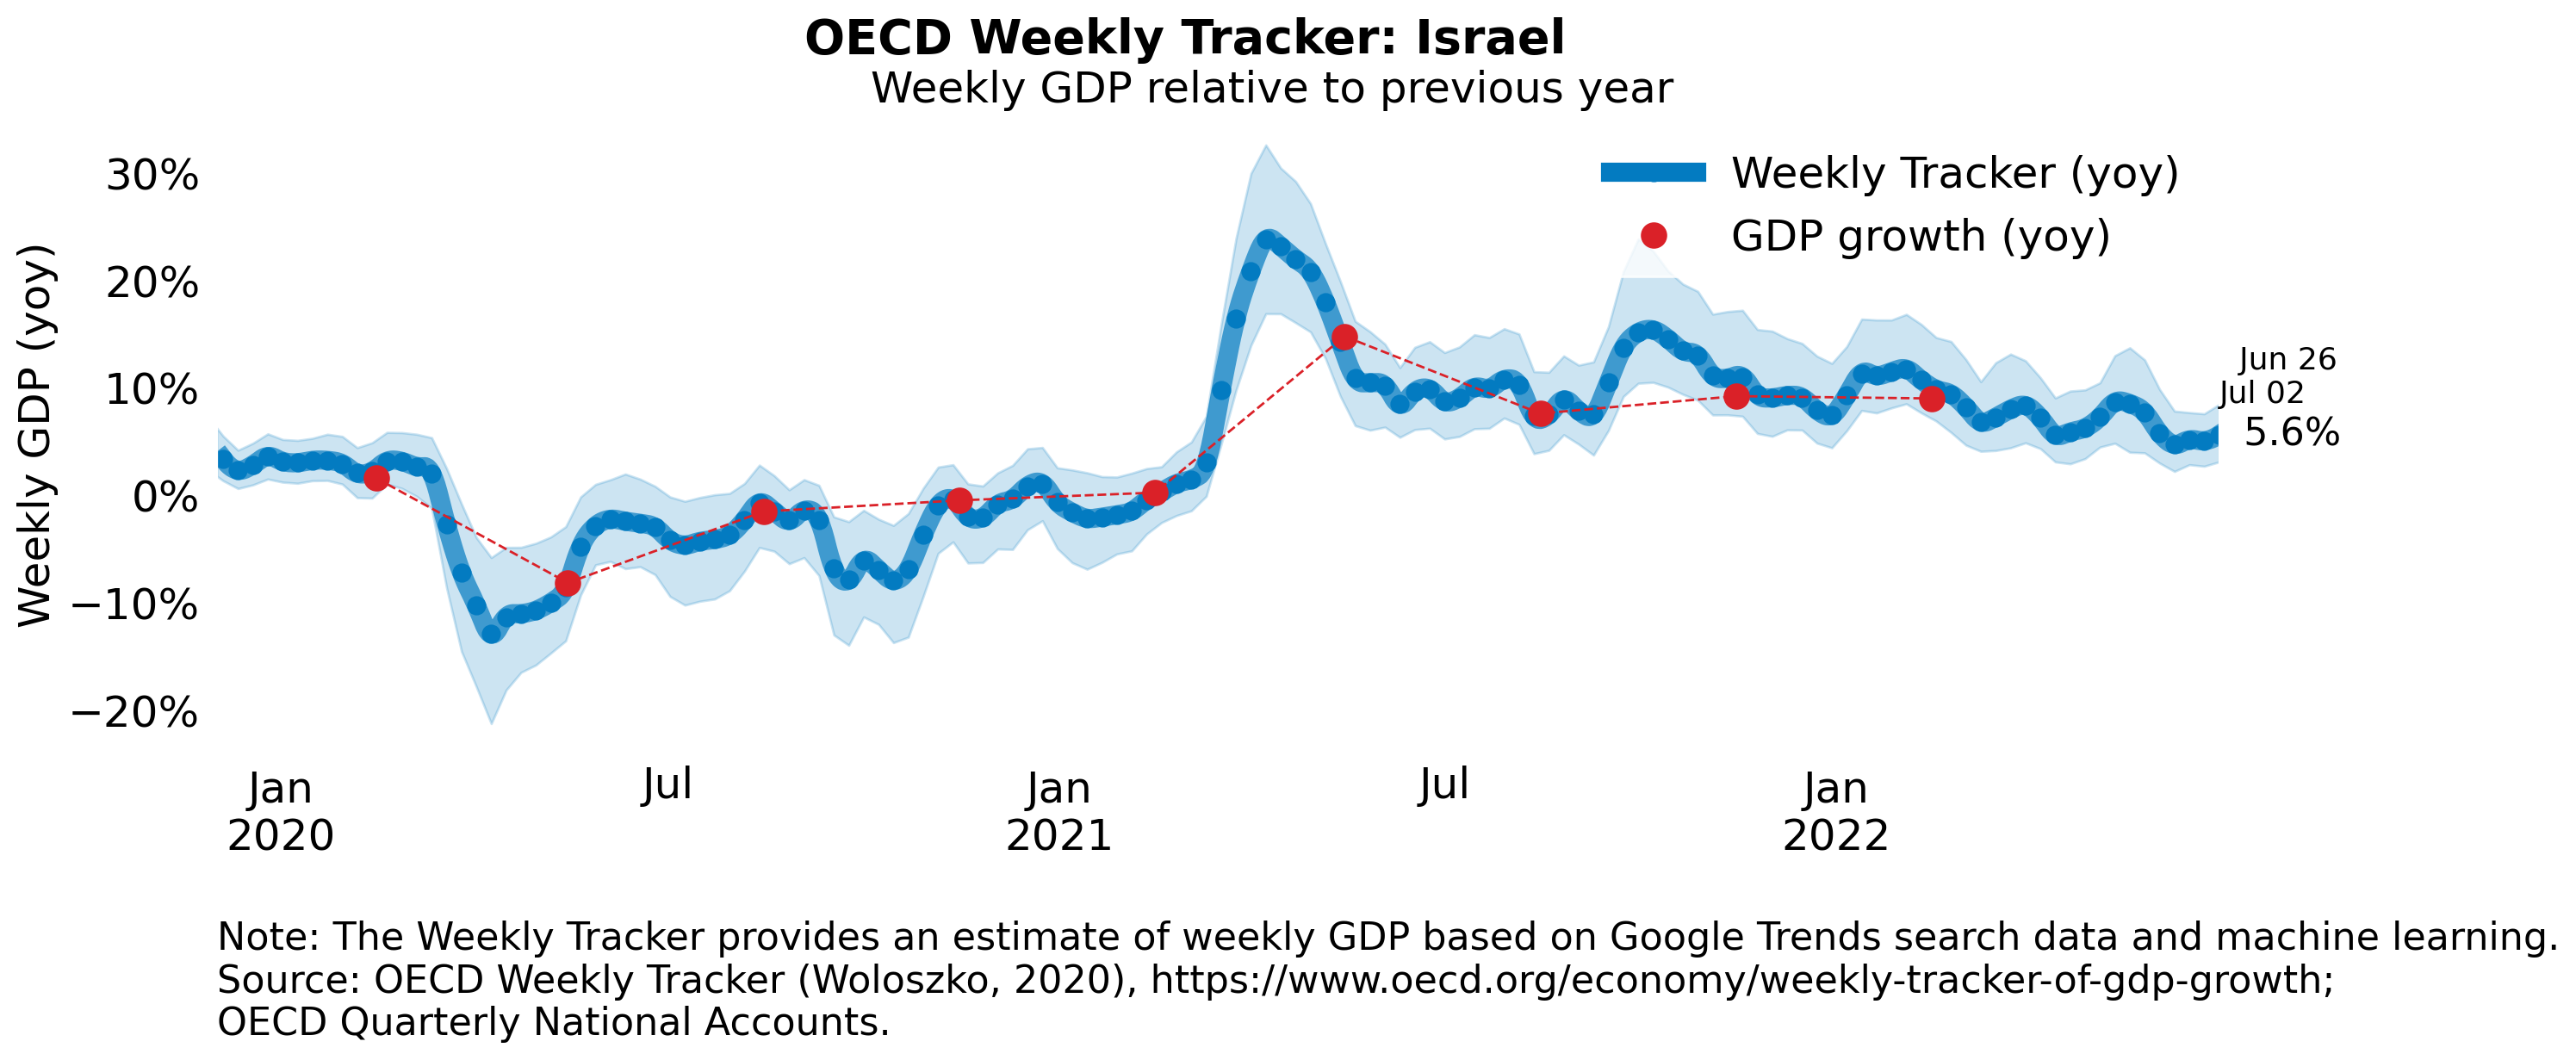 OECD Weekly Tracker: Israel
Weekly GDP relative to previous year
Weekly GDP (yoy)
30%
20%
10%
0%
−10%
−20%
Weekly Tracker (yoy)
GDP growth (yoy)
Jun 26
Jul 02
5.6%
Jan
2020
Jul
Jan
2021
Jul
Jan
2022
Note: The Weekly Tracker provides an estimate of weekly GDP based on Google Trends search data and machine learning.
Source: OECD Weekly Tracker (Woloszko, 2020), https://www.oecd.org/economy/weekly-tracker-of-gdp-growth;
OECD Quarterly National Accounts.